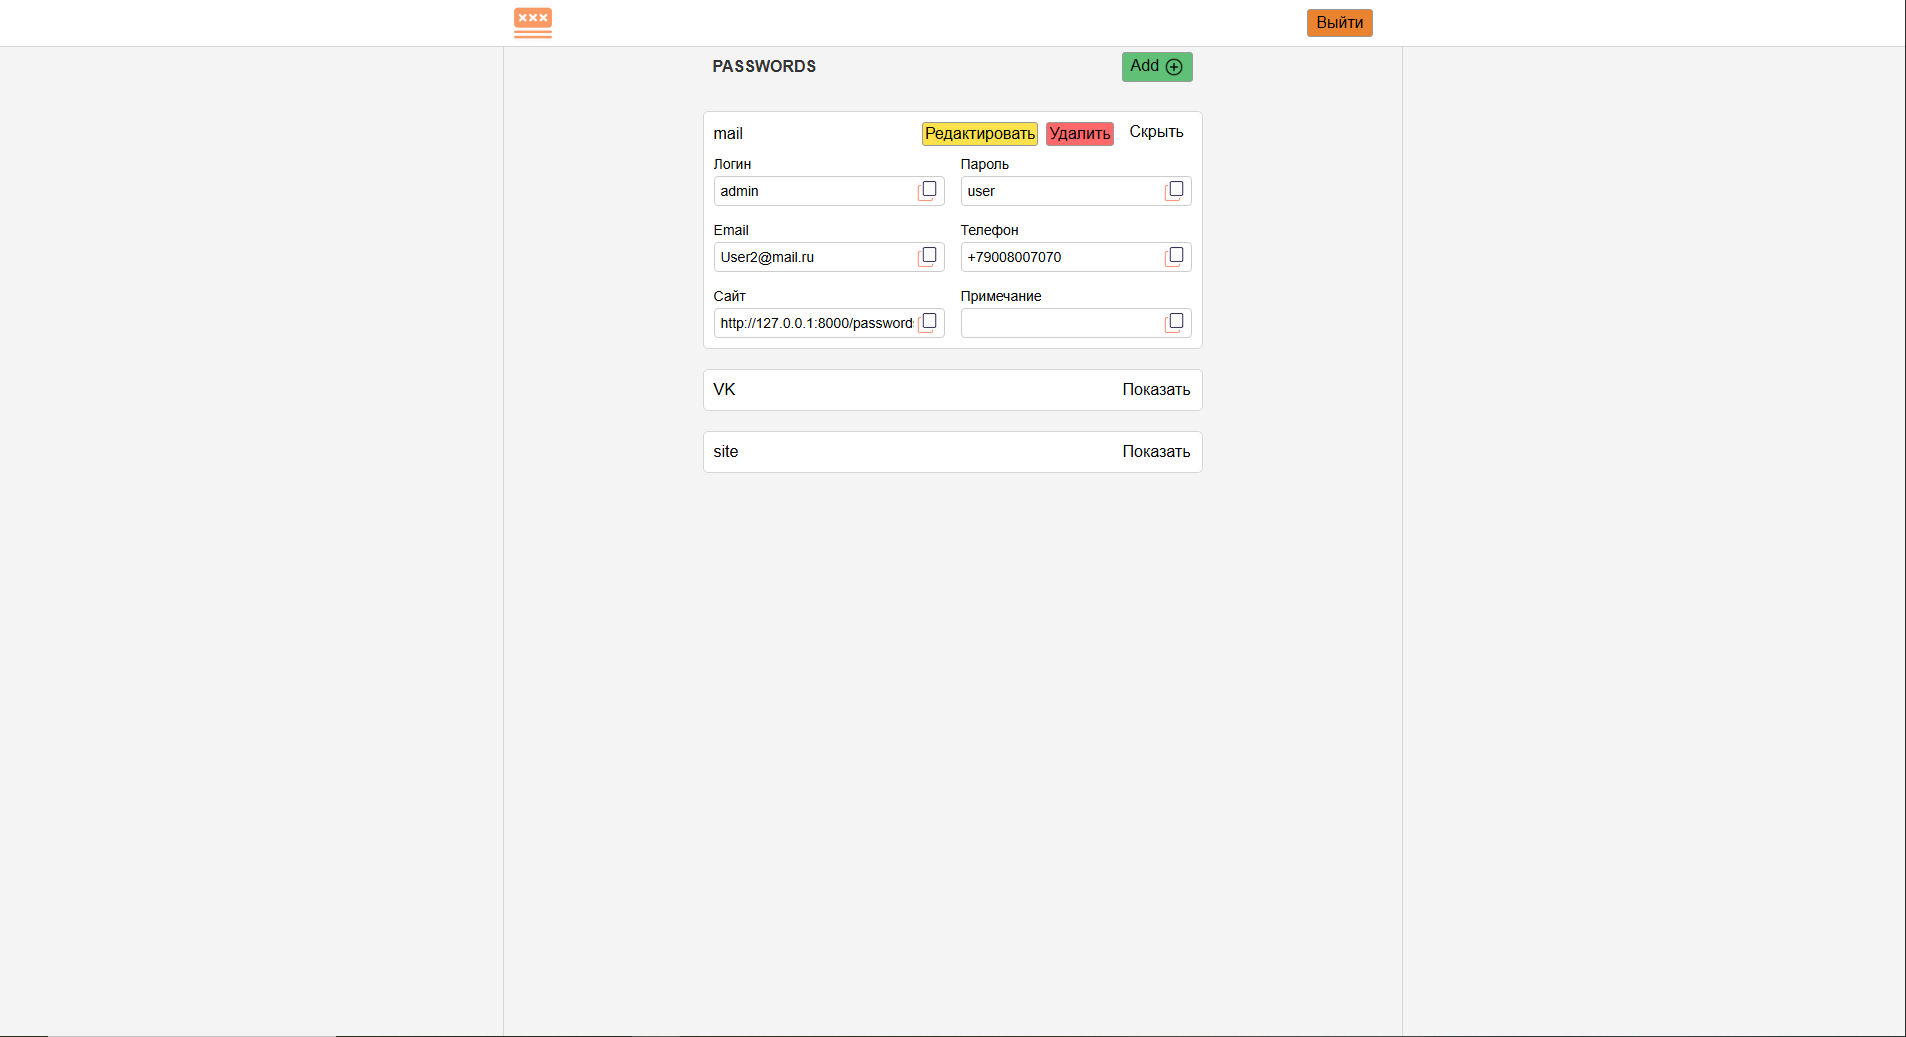 xxx
Выйти
PASSWORDS
Add
mail
Редактировать
Удалить
Скрыть
Логин
Пароль
admin
user
Email
Телефон
User2@mail.ru
+79008007070
Сайт
Примечание
http://127.0.0.1:8000/password
VK
Показать
site
Показать